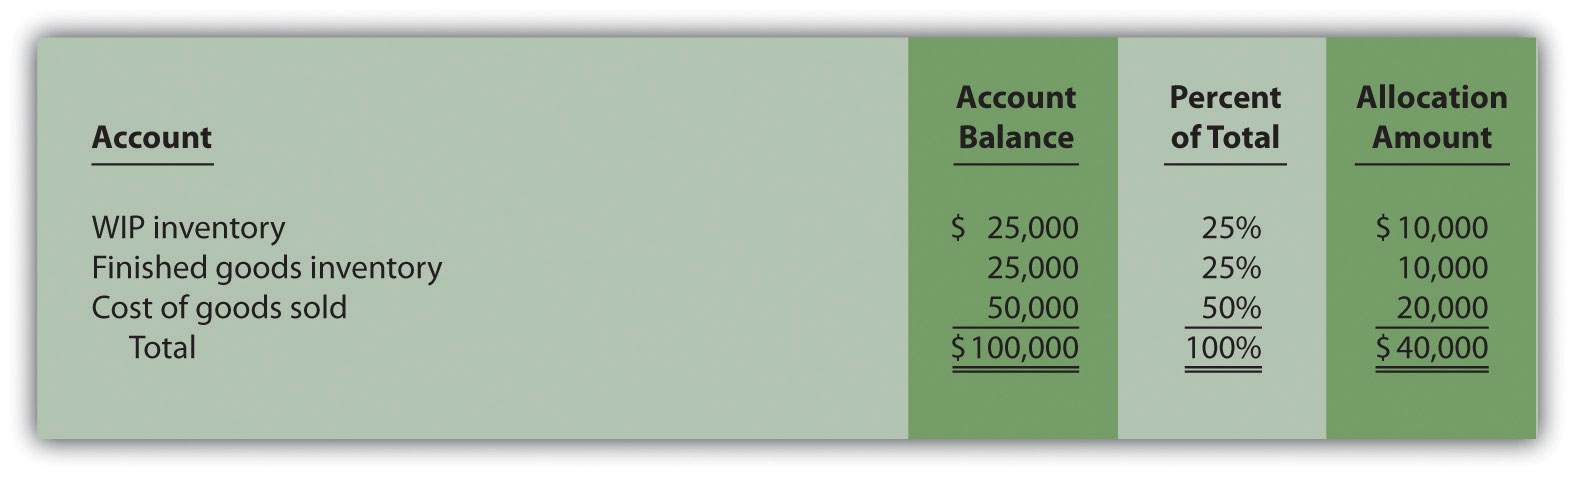 Account Percent Allocation
Account Balance of Total Amount
WIP inventory $ 25,000 25% $ 10,000
Finished goods inventory 25,000 25% 10,000
Cost of goods sold 50,000 50% 20,000
Total $ 100,000 100% $ 40,000